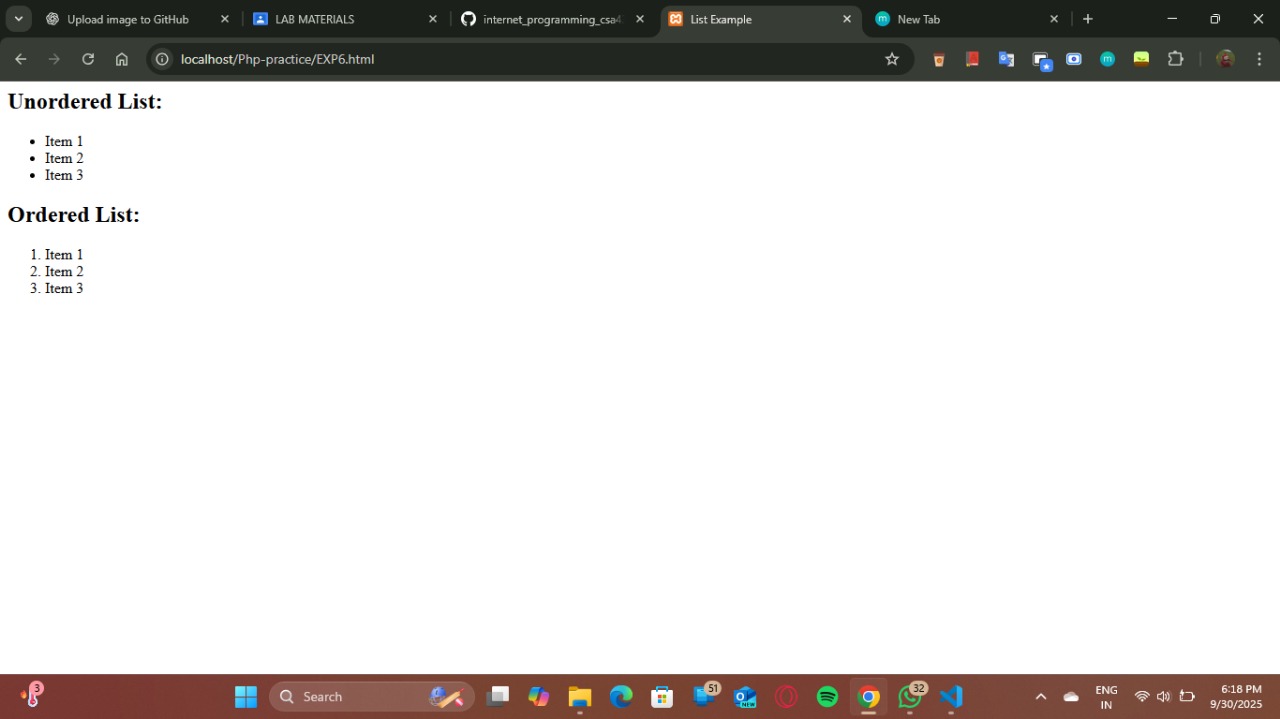 Upload image to GitHub
LAB MATERIALS
internet_programming_csa4
List Example
New Tab
localhost/Php-practice/EXP6.html
Unordered List:
• Item 1
• Item 2
• Item 3
Ordered List:
1. Item 1
2. Item 2
3. Item 3
3
Search
51
NEW
32
ENG
IN
6:18 PM
9/30/2025